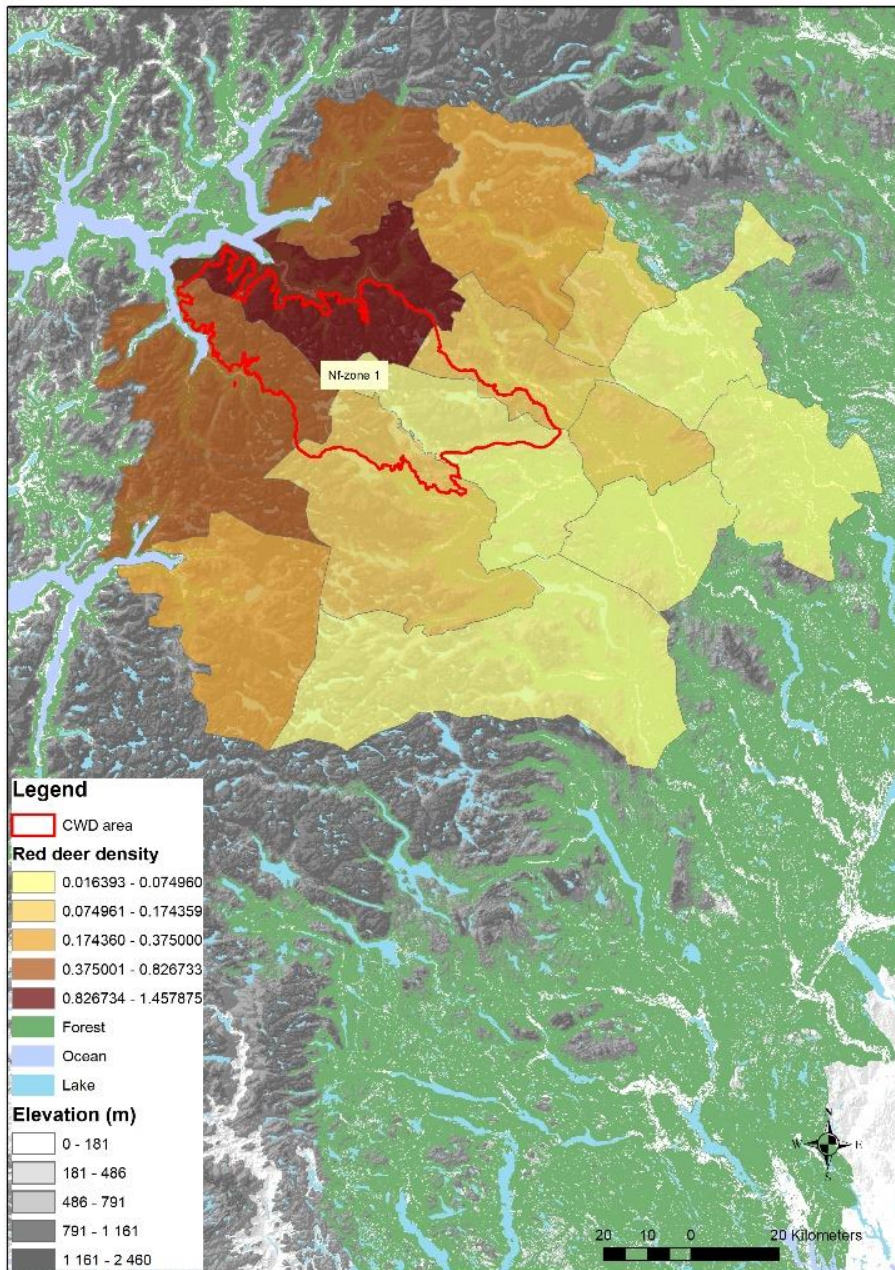 Nf-zone 1
Legend
CWD area
Red deer density
0.016393 - 0.074960
0.074961 - 0.174359
0.174360 - 0.375000
0.375001 - 0.826733
0.826734 - 1.457875
Forest
Ocean
Lake
Elevation (m)
0 - 181
181 - 486
486 - 791
791 - 1 161
1 161 - 2 460
N
W E
S
20 10 0 20 Kilometers